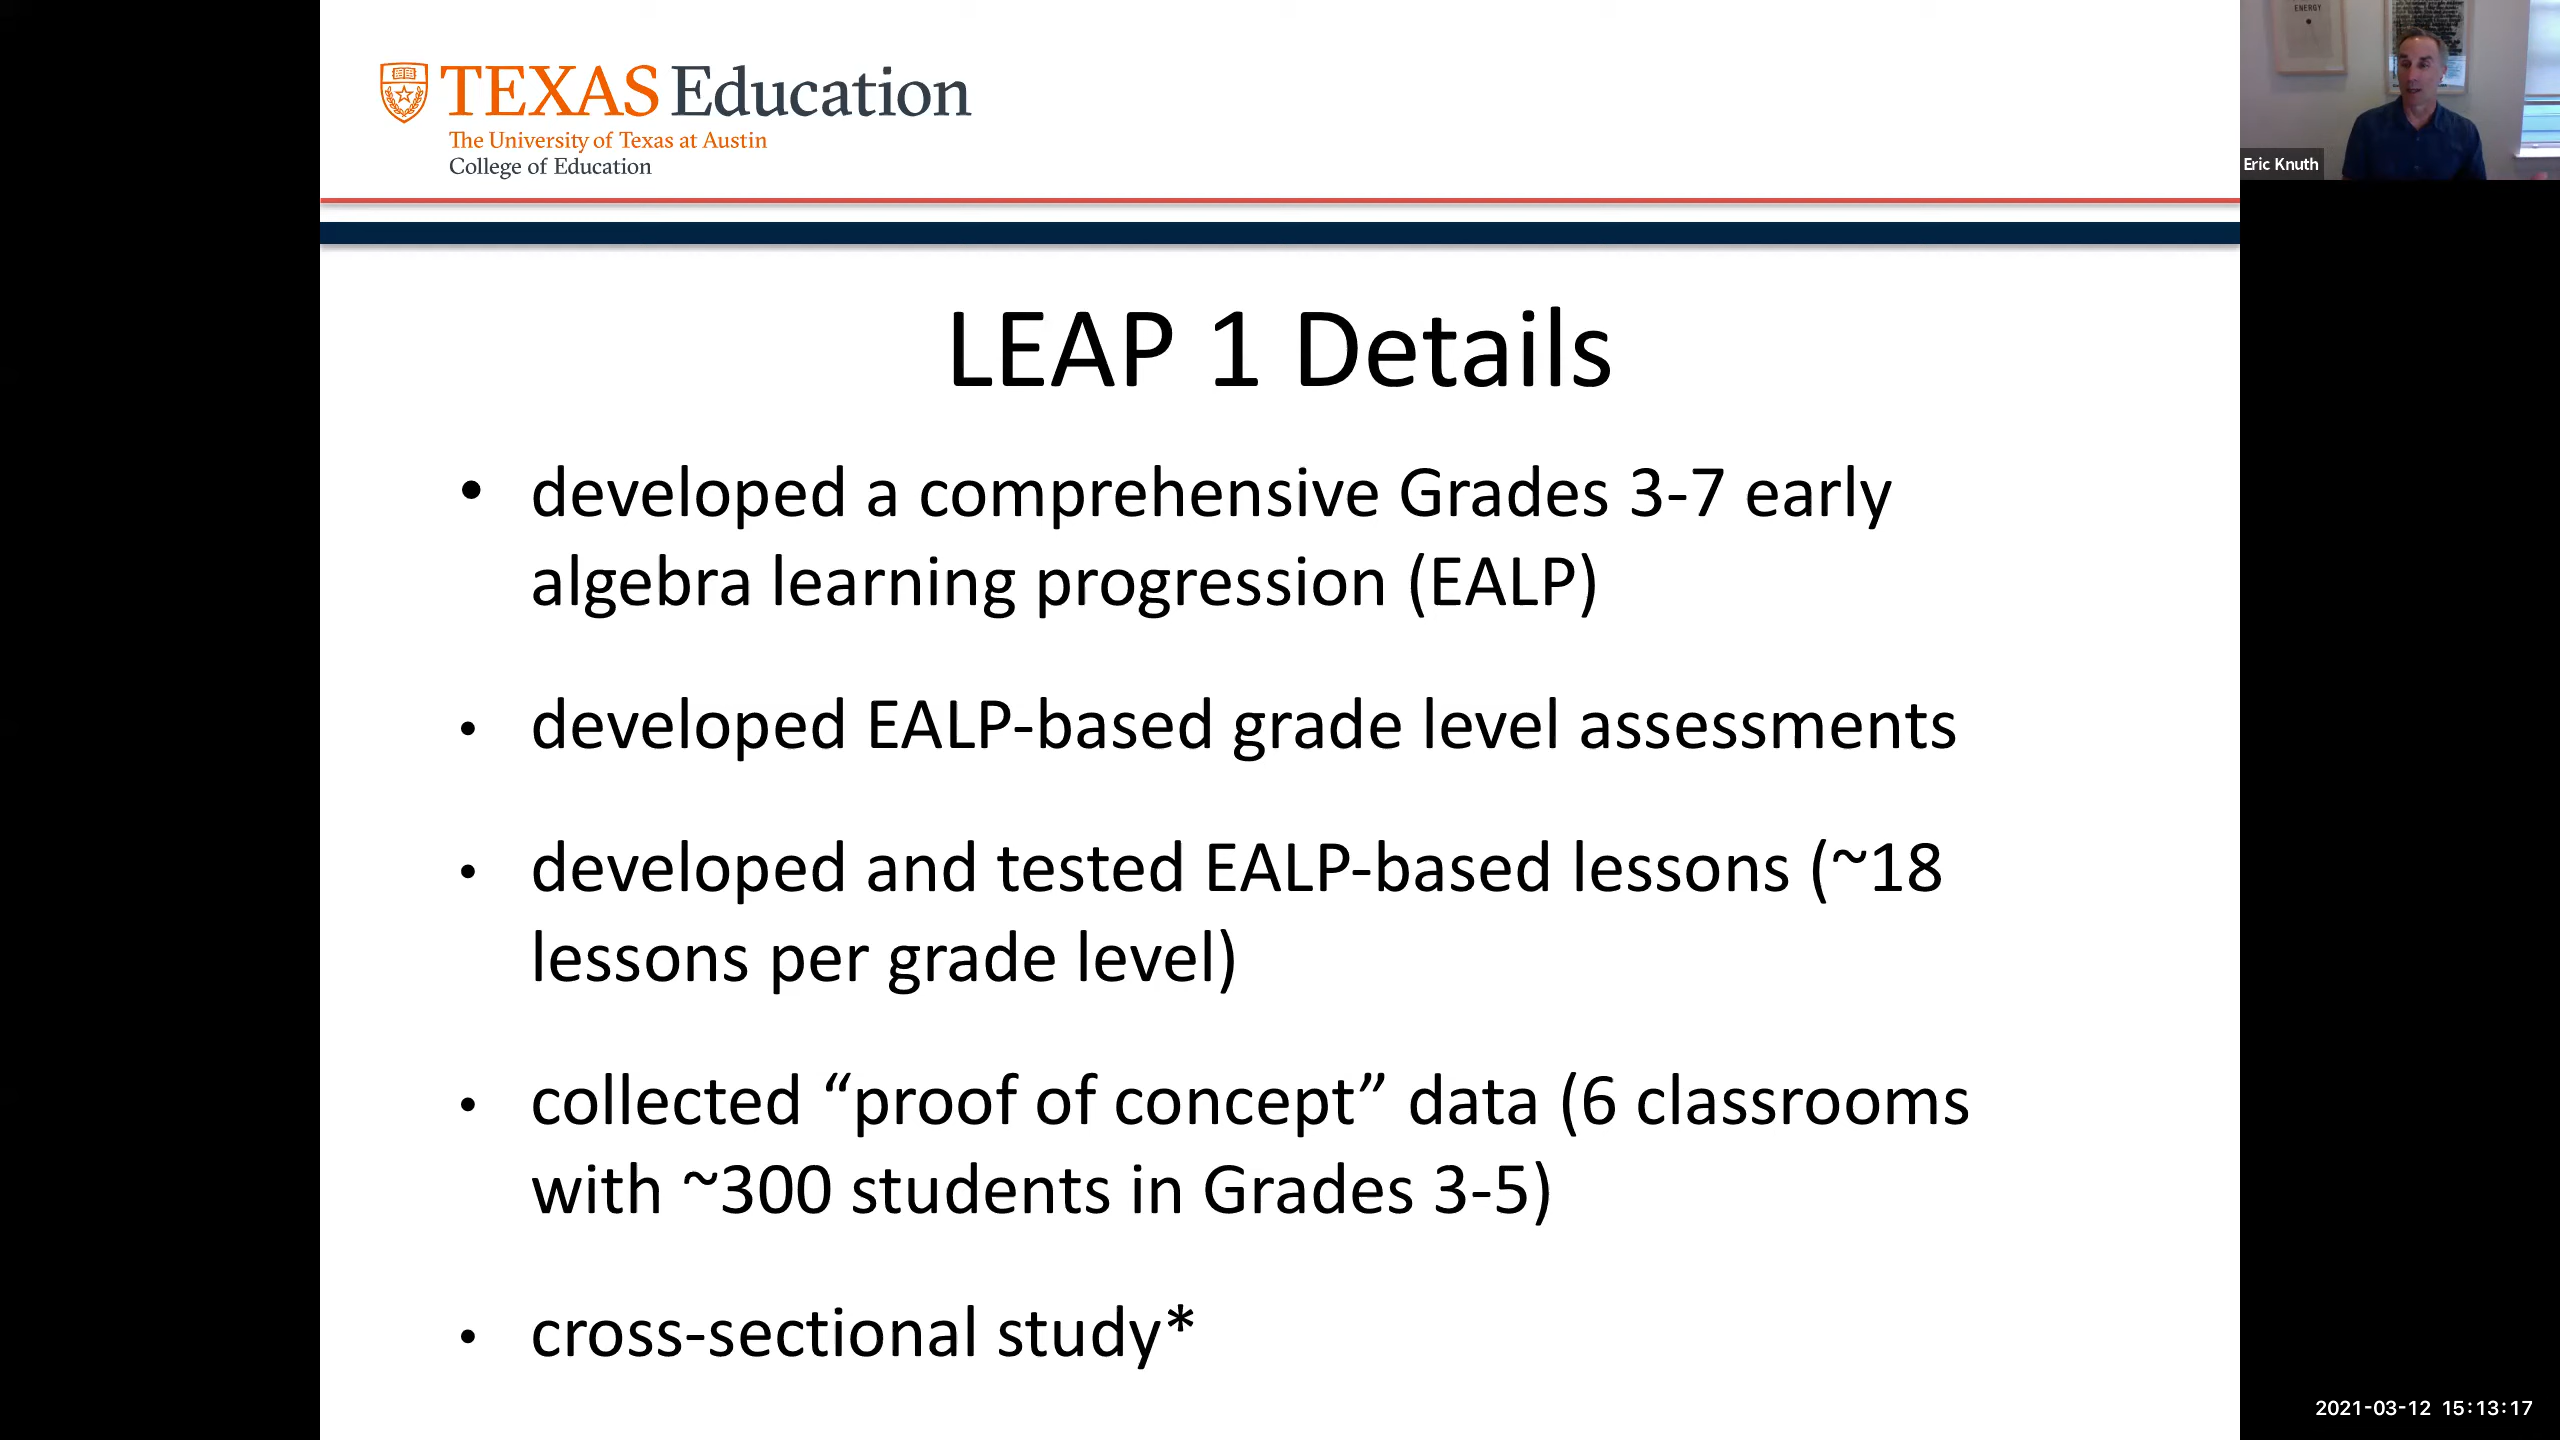 TEXAS Education
The University of Texas at Austin
College of Education
ENERGY
Eric Knuth
LEAP 1 Details
• developed a comprehensive Grades 3-7 early
algebra learning progression (EALP)
• developed EALP-based grade level assessments
• developed and tested EALP-based lessons (~18
lessons per grade level)
• collected “proof of concept” data (6 classrooms
with ~300 students in Grades 3-5)
• cross-sectional study*
2021-03-12 15:13:17